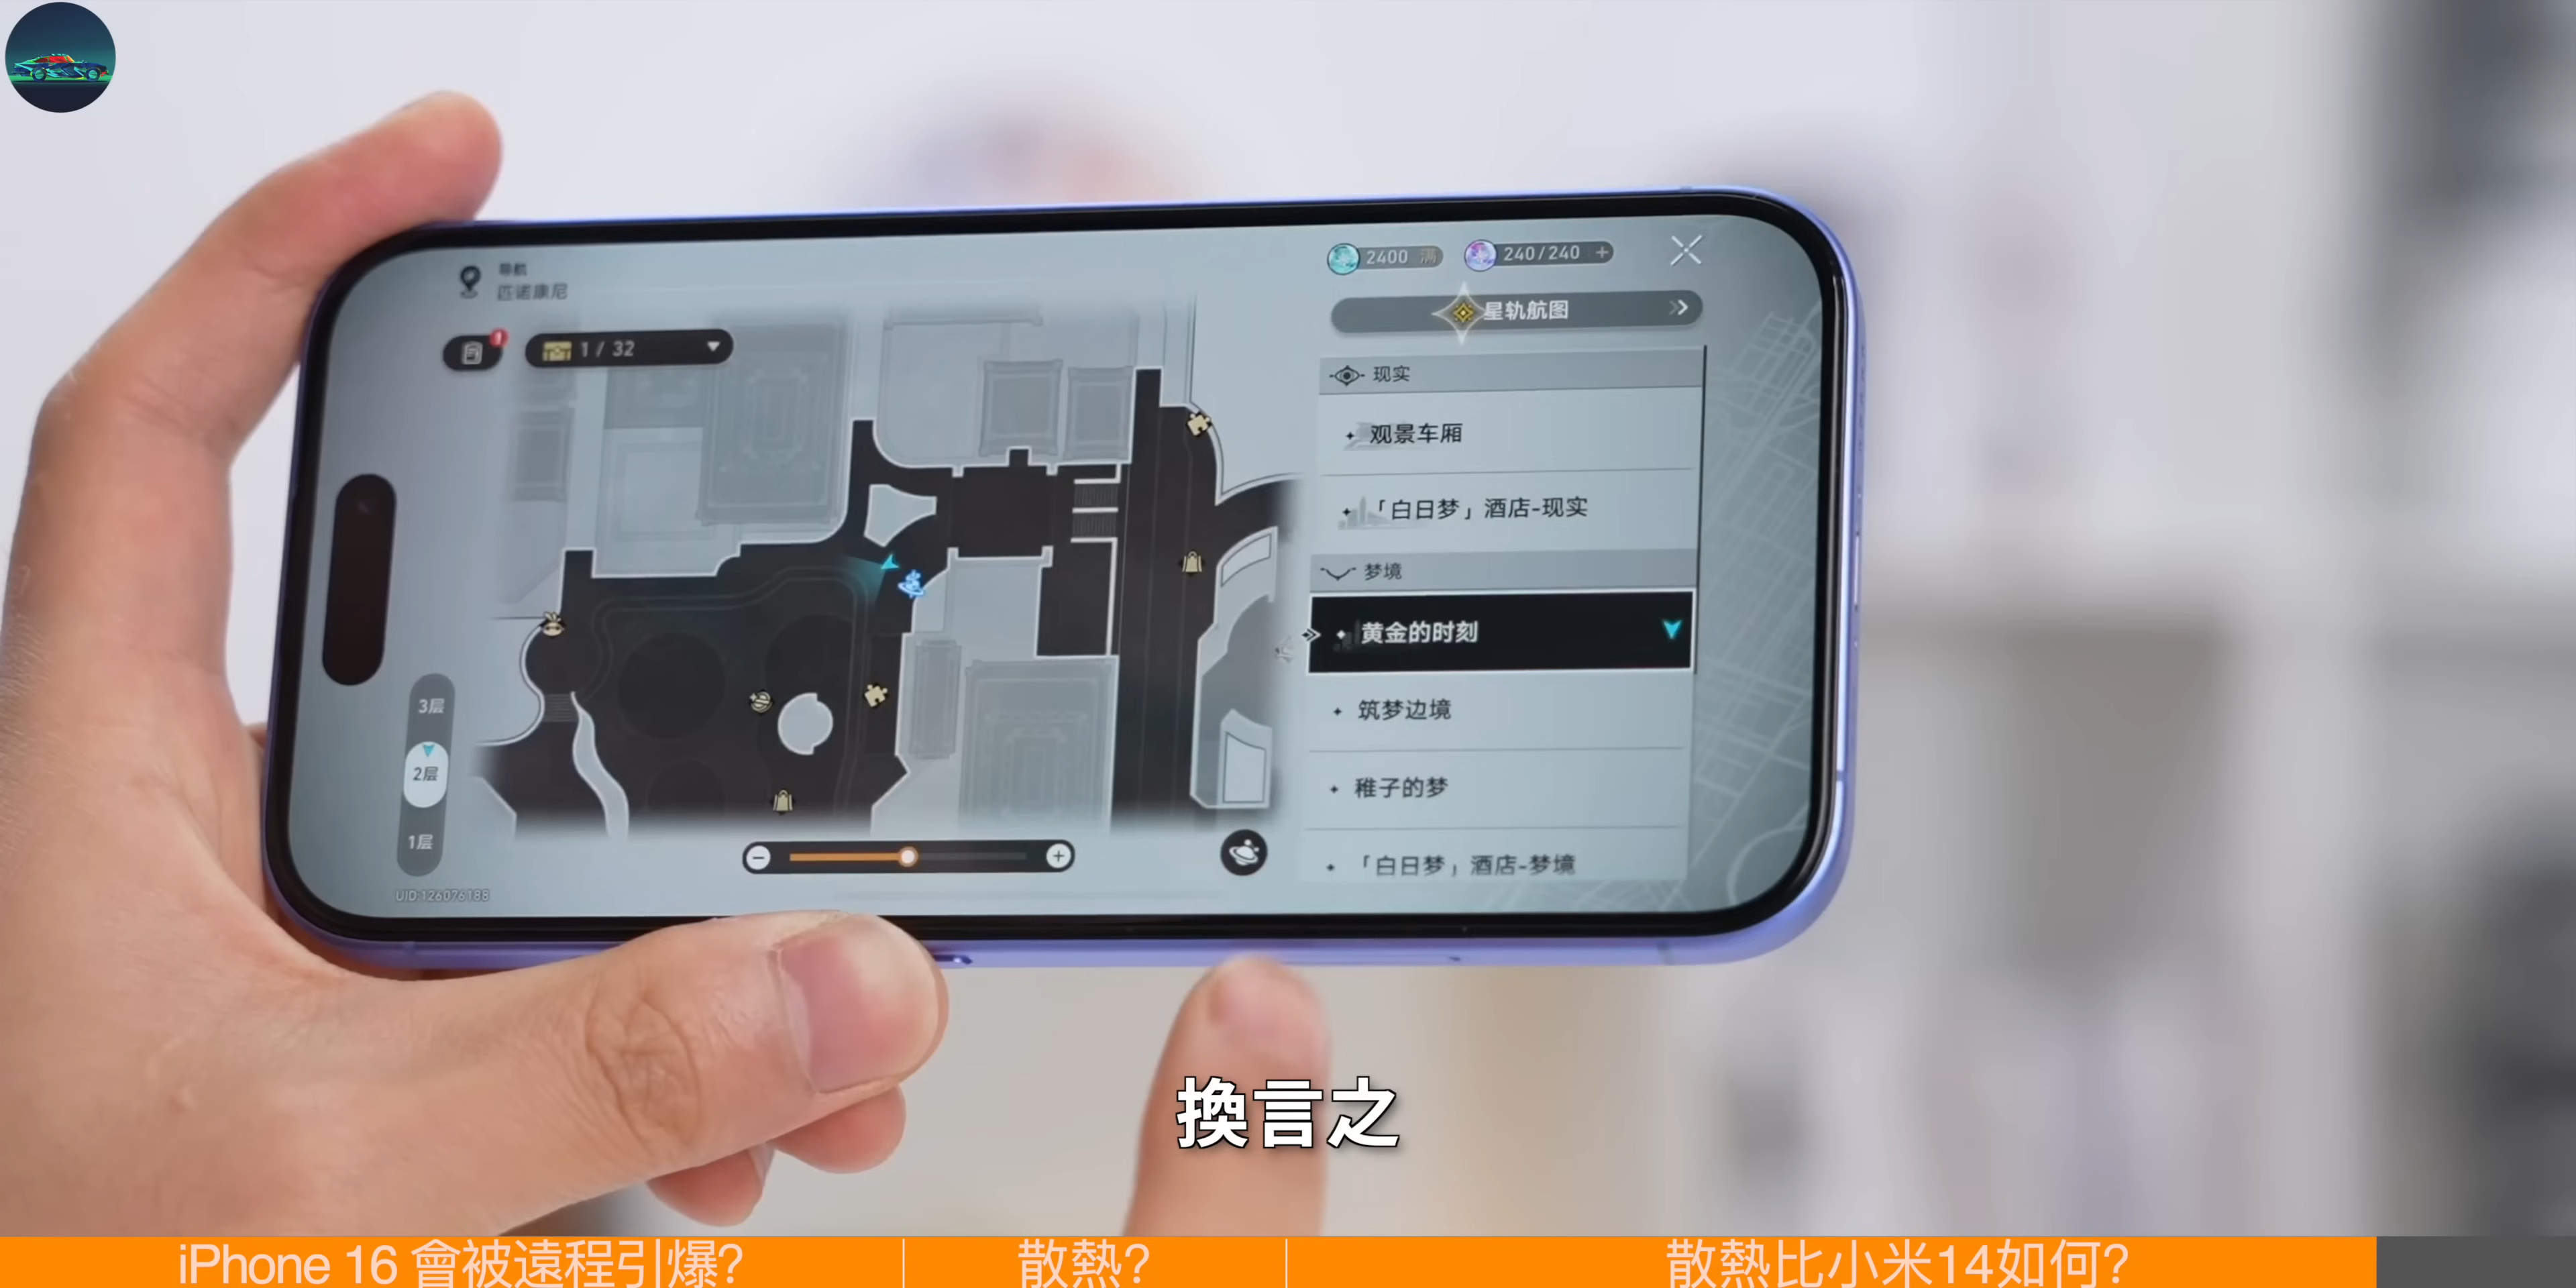 导航
匹诺康尼
2400 满
240/240 +
1 / 32
星轨航图
现实
观景车厢
「白日梦」酒店-现实
梦境
黄金的时刻
筑梦边境
稚子的梦
「白日梦」酒店-梦境
3层
2层
1层
UID:126076188
換言之
iPhone 16 會被遠程引爆?
散熱?
散熱比小米14如何?